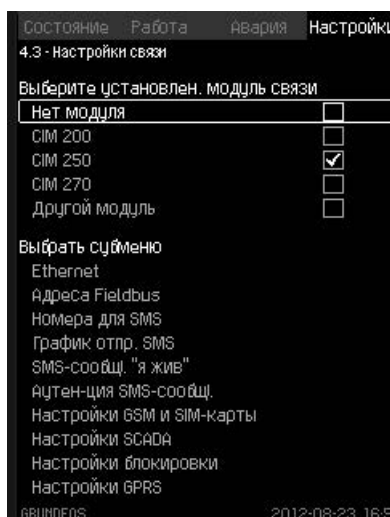 Состояние Работа Авария Настройки
4.3 - Настройки связи
Выберите установлен. модуль связи
Нет модуля
CIM 200
CIM 250
CIM 270
Другой модуль
Выбрать субменю
Ethernet
Адреса Fieldbus
Номера для SMS
График отпр. SMS
SMS-сообщ. "я жив"
Аутен-ция SMS-сообщ.
Настройки GSM и SIM-карты
Настройки SCADA
Настройки блокировки
Настройки GPRS
GRUNDFOS 2012-08-23